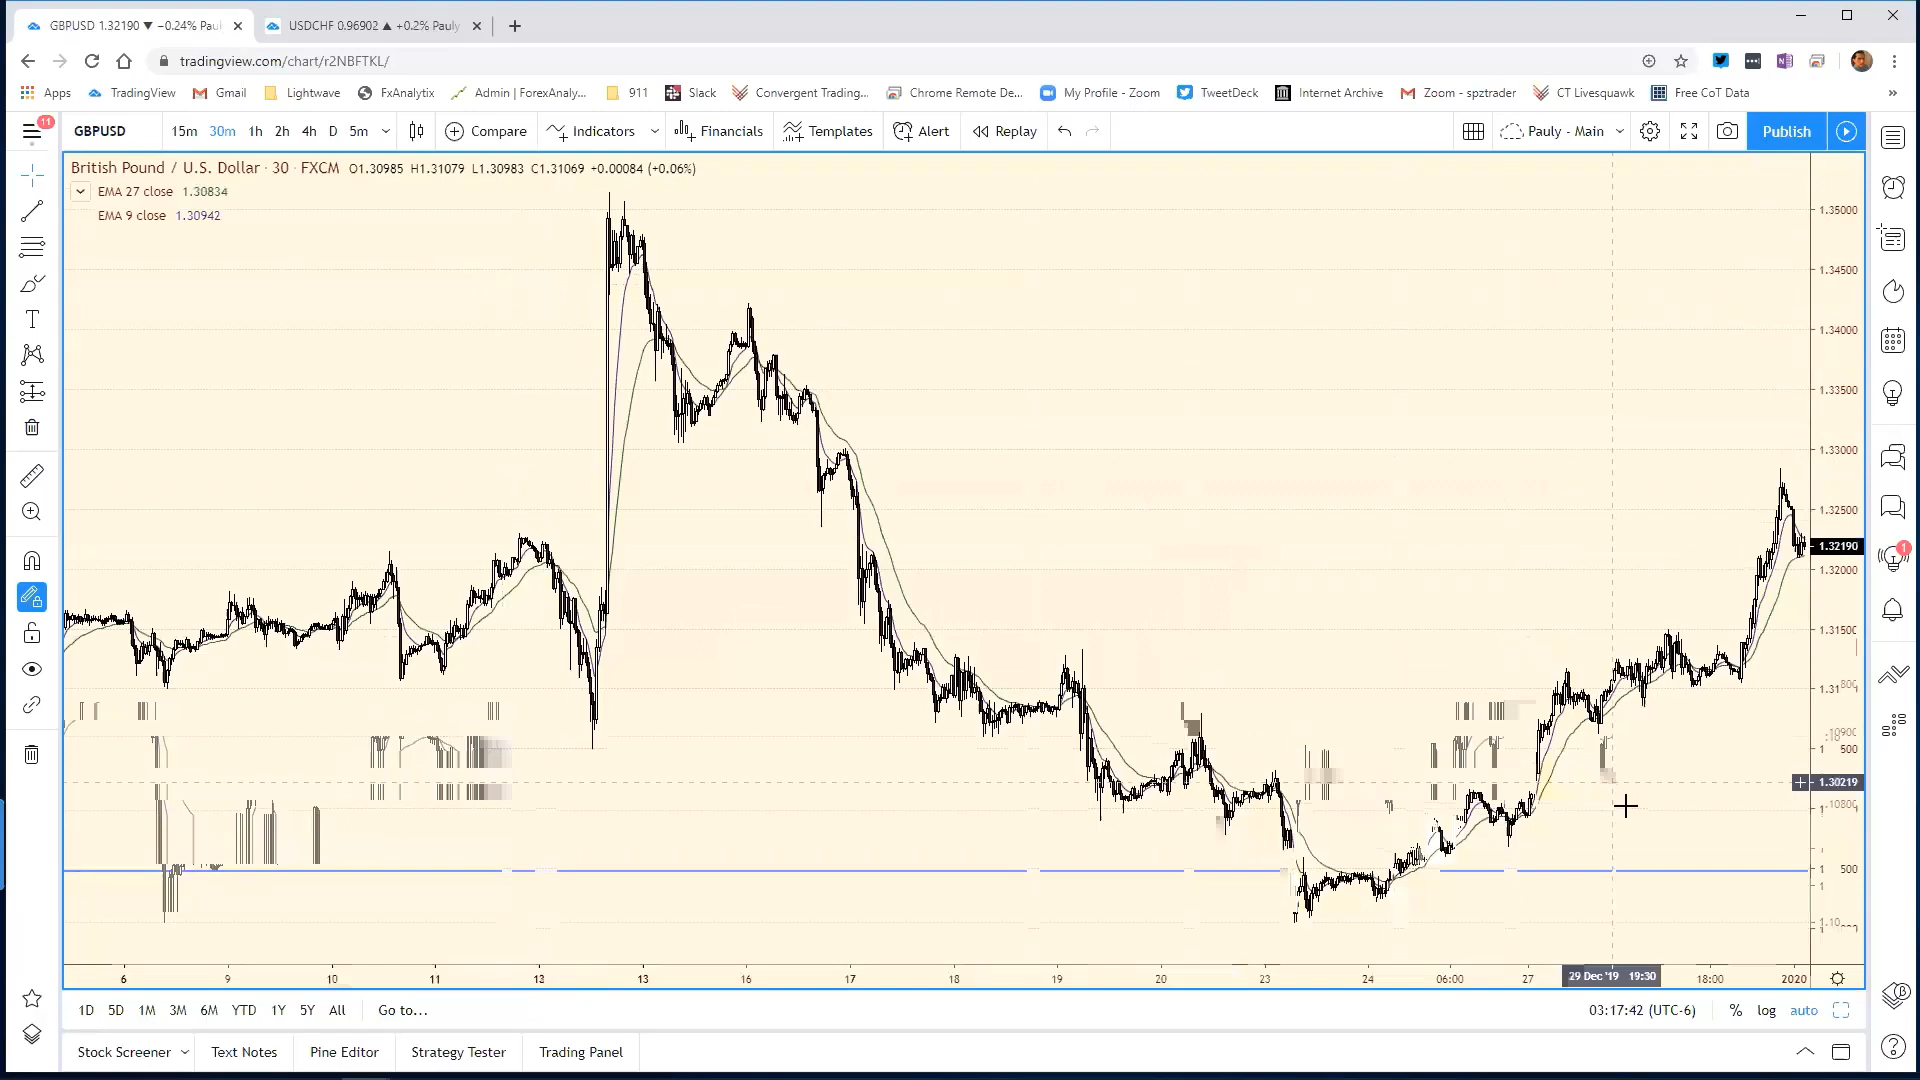 GBPUSD 1.32190 ▼ −0.24% Paul
USDCHF 0.96902 ▲ +0.2% Pauly
tradingview.com/chart/r2NBFTKL/
Apps TradingView Gmail Lightwave FxAnalytix Admin | ForexAnaly... 911 Slack Convergent Trading... Chrome Remote De... My Profile - Zoom TweetDeck Internet Archive Zoom - spztrader CT Livesquawk Free CoT Data »
11
GBPUSD 15m 30m 1h 2h 4h D 5m Compare Indicators Financials Templates Alert Replay Pauly - Main Publish
British Pound / U.S. Dollar · 30 · FXCM O1.30985 H1.31079 L1.30983 C1.31069 +0.00084 (+0.06%)
EMA 27 close 1.30834
EMA 9 close 1.30942
1.35000
1.34500
1.34000
1.33500
1.33000
1.32500
1.32190
1.32000
1
1.31500
1.30219
6 9 10 11 12 13 16 17 18 19 20 23 24 06:00 27 29 Dec '19 19:30 18:00 2020
1D 5D 1M 3M 6M YTD 1Y 5Y All Go to... 03:17:42 (UTC-6) % log auto
Stock Screener Text Notes Pine Editor Strategy Tester Trading Panel